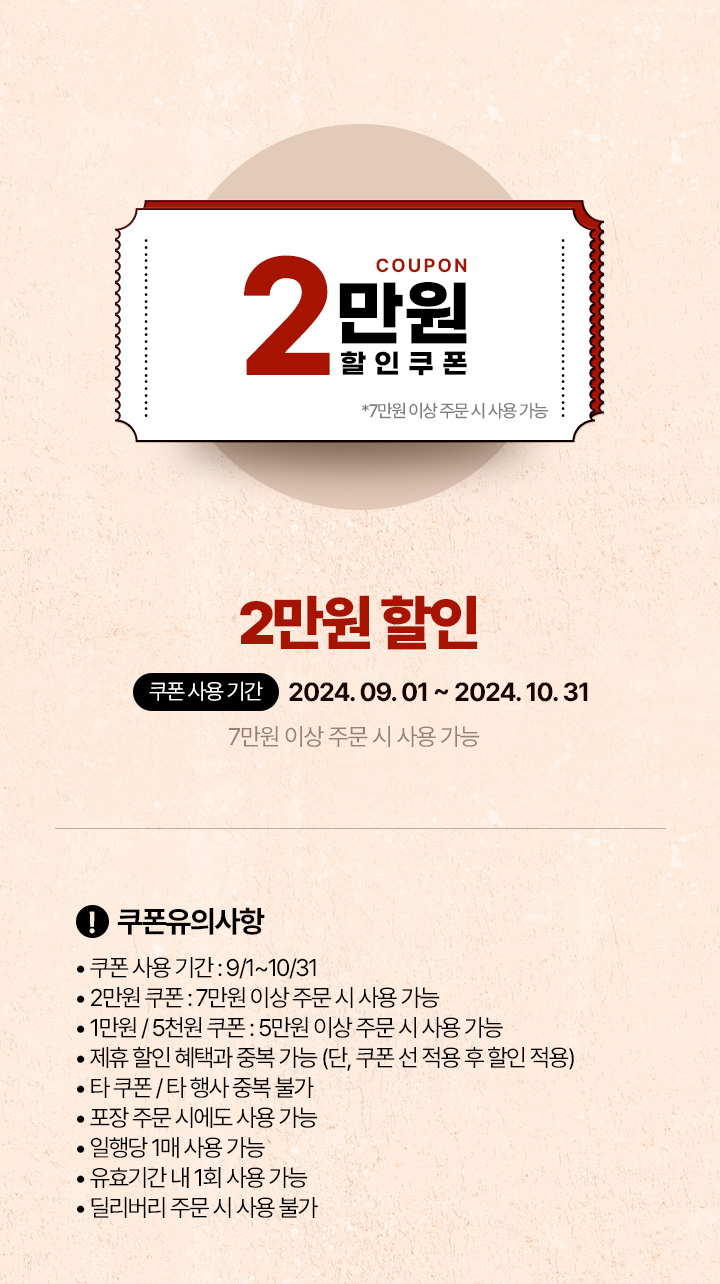 COUPON
2만원
할인쿠폰
*7만원 이상 주문 시 사용 가능
2만원 할인
쿠폰 사용 기간 2024. 09. 01 ~ 2024. 10. 31
7만원 이상 주문 시 사용 가능
! 쿠폰유의사항
• 쿠폰 사용 기간 : 9/1~10/31
• 2만원 쿠폰 : 7만원 이상 주문 시 사용 가능
• 1만원 / 5천원 쿠폰 : 5만원 이상 주문 시 사용 가능
• 제휴 할인 혜택과 중복 가능 (단, 쿠폰 선 적용 후 할인 적용)
• 타 쿠폰 / 타 행사 중복 불가
• 포장 주문 시에도 사용 가능
• 일행당 1매 사용 가능
• 유효기간 내 1회 사용 가능
• 딜리버리 주문 시 사용 불가